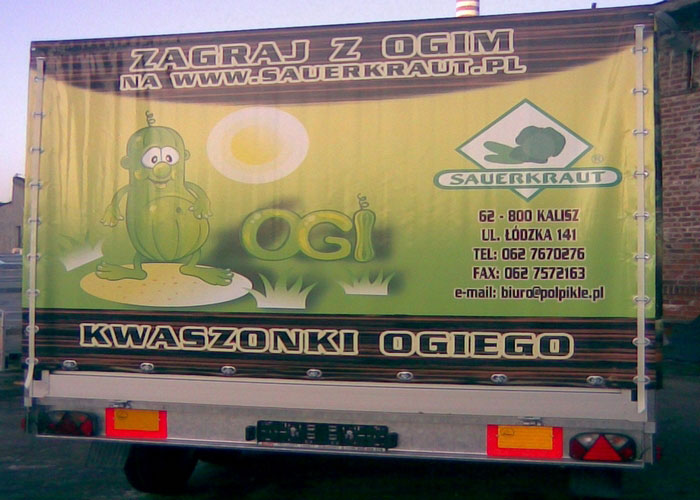 ZAGRAJ Z OGIM
NA WWW.SAUERKRAUT.PL
OGI
SAUERKRAUT ®
62 - 800 KALISZ
UL. ŁÓDZKA 141
TEL: 062 7670276
FAX: 062 7572163
e-mail: biuro@polpikle.pl
KWASZONKI OGIEGO